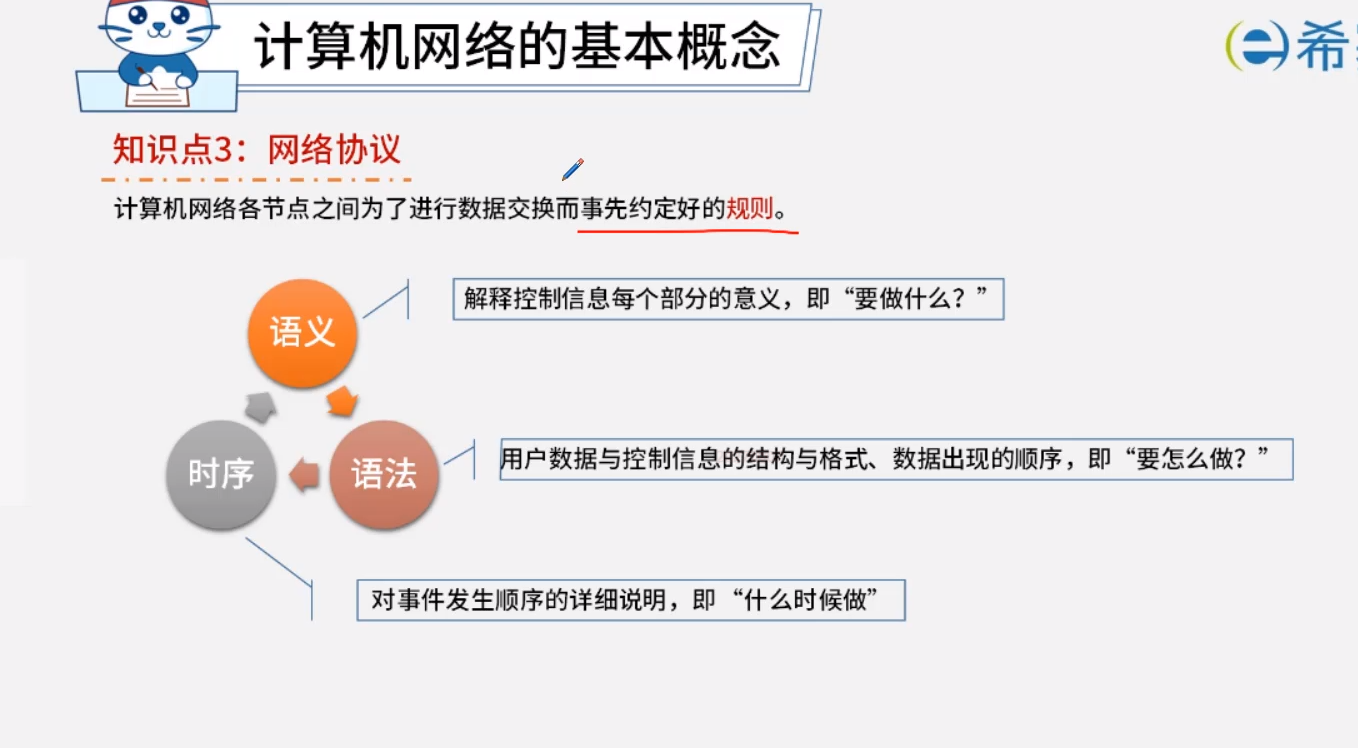 计算机网络的基本概念
希
知识点3：网络协议
计算机网络各节点之间为了进行数据交换而事先约定好的规则。
语义
解释控制信息每个部分的意义，即“要做什么？”
时序
语法
用户数据与控制信息的结构与格式、数据出现的顺序，即“要怎么做？”
对事件发生顺序的详细说明，即 “什么时候做”